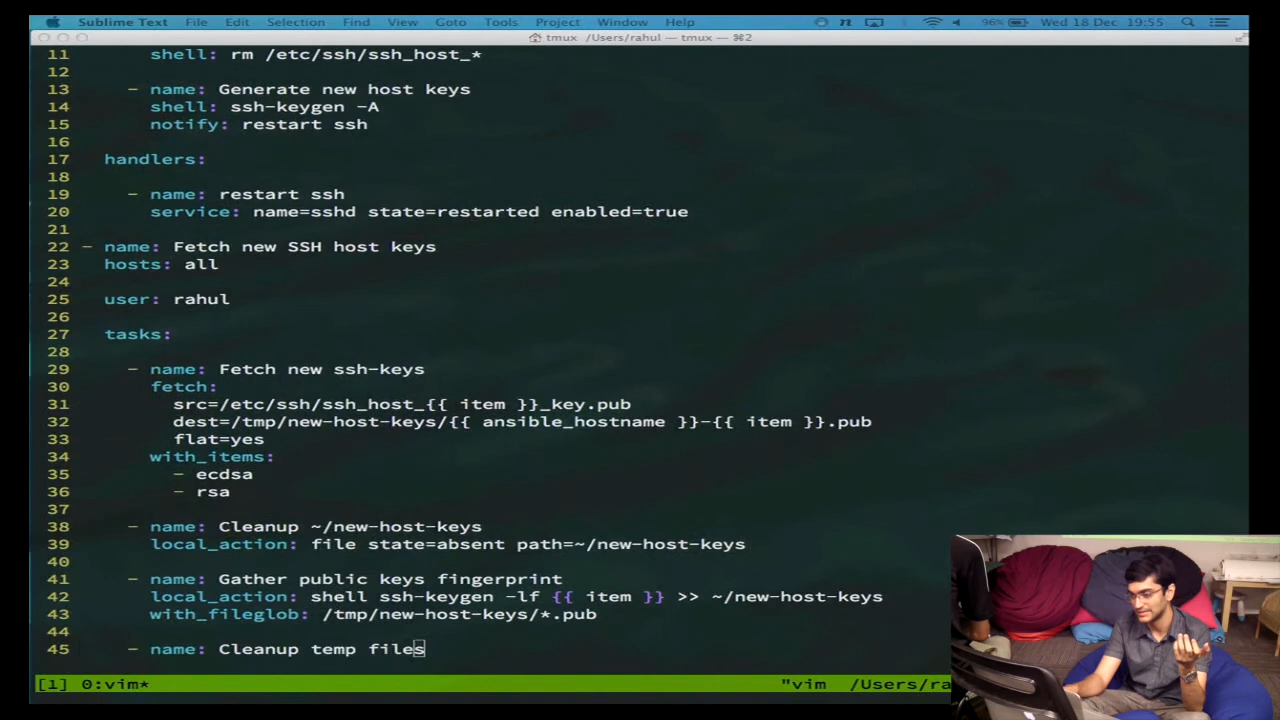 Sublime Text File Edit Selection Find View Goto Tools Project Window Help 96% Wed 18 Dec 19:55
tmux /Users/rahul — tmux — ⌘2
11 shell: rm /etc/ssh/ssh_host_*
12
13 - name: Generate new host keys
14 shell: ssh-keygen -A
15 notify: restart ssh
16
17 handlers:
18
19 - name: restart ssh
20 service: name=sshd state=restarted enabled=true
21
22 - name: Fetch new SSH host keys
23 hosts: all
24
25 user: rahul
26
27 tasks:
28
29 - name: Fetch new ssh-keys
30 fetch:
31 src=/etc/ssh/ssh_host_{{ item }}_key.pub
32 dest=/tmp/new-host-keys/{{ ansible_hostname }}-{{ item }}.pub
33 flat=yes
34 with_items:
35 - ecdsa
36 - rsa
37
38 - name: Cleanup ~/new-host-keys
39 local_action: file state=absent path=~/new-host-keys
40
41 - name: Gather public keys fingerprint
42 local_action: shell ssh-keygen -lf {{ item }} >> ~/new-host-keys
43 with_fileglob: /tmp/new-host-keys/*.pub
44
45 - name: Cleanup temp files
[1] 0:vim* "vim /Users/ra